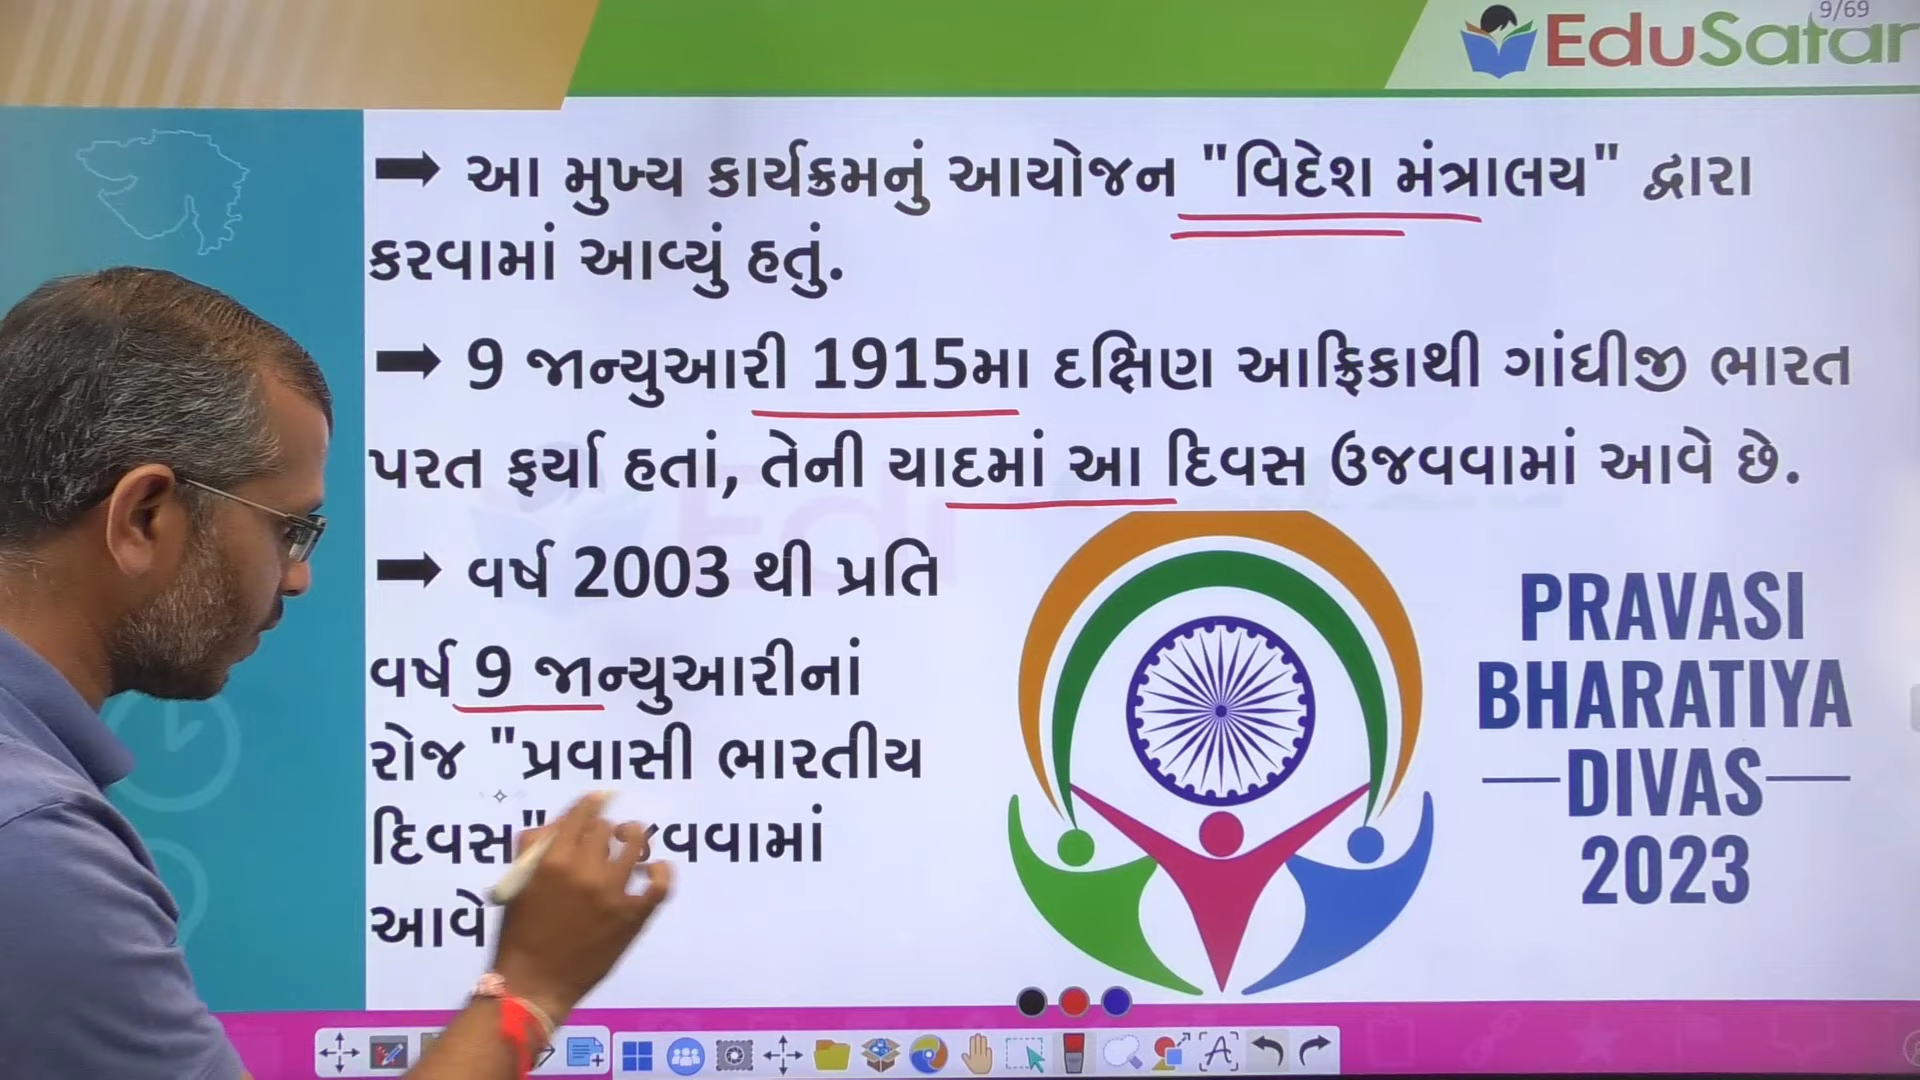 9/69
EduSatar
➡ આ મુખ્ય કાર્યક્રમનું આયોજન "વિદેશ મંત્રાલય" દ્વારા
કરવામાં આવ્યું હતું.
➡ 9 જાન્યુઆરી 1915મા દક્ષિણ આફ્રિકાથી ગાંધીજી ભારત
પરત ફર્યા હતાં, તેની યાદમાં આ દિવસ ઉજવવામાં આવે છે.
➡ વર્ષ 2003 થી પ્રતિ
વર્ષ 9 જાન્યુઆરીનાં
રોજ "પ્રવાસી ભારતીય
દિવસ"
આવે
PRAVASI
BHARATIYA
DIVAS
2023